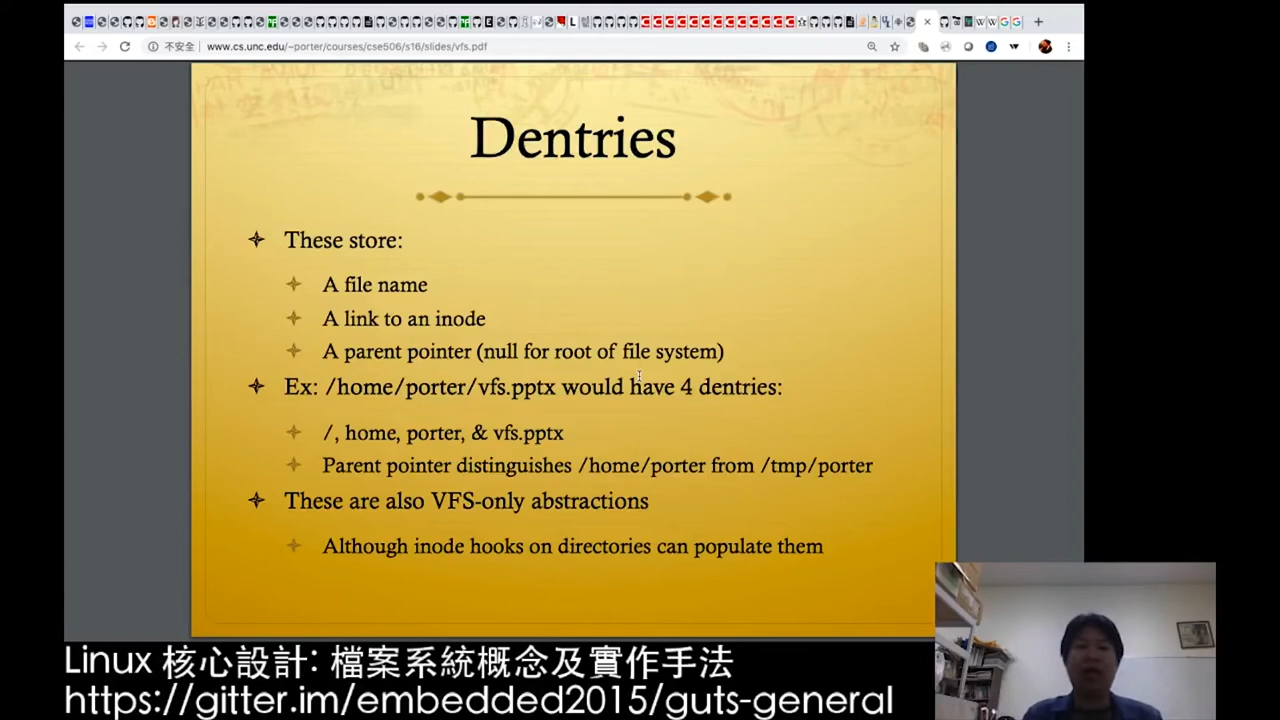 不安全 www.cs.unc.edu/~porter/courses/cse506/s16/slides/vfs.pdf
Dentries
These store:
A file name
A link to an inode
A parent pointer (null for root of file system)
Ex: /home/porter/vfs.pptx would have 4 dentries:
/, home, porter, & vfs.pptx
Parent pointer distinguishes /home/porter from /tmp/porter
These are also VFS-only abstractions
Although inode hooks on directories can populate them
Linux 核心設計: 檔案系統概念及實作手法
https://gitter.im/embedded2015/guts-general